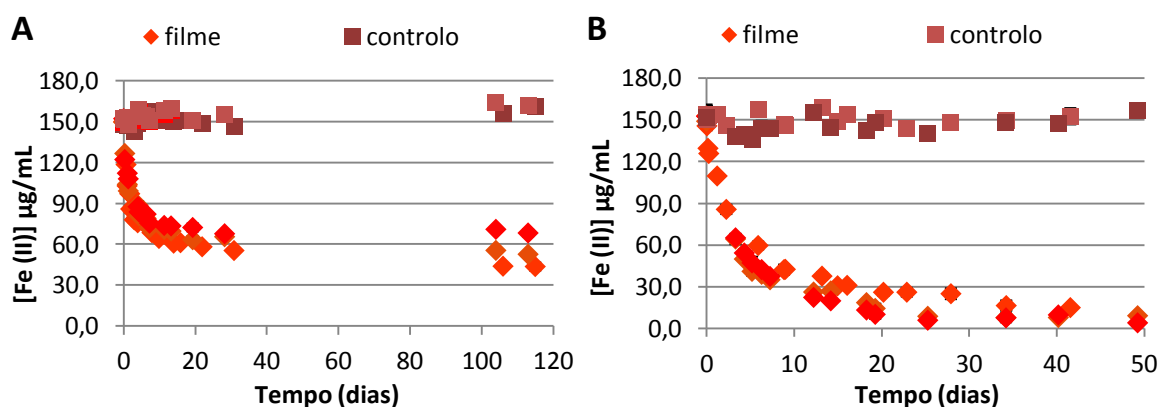 A
filme
controlo
180,0
150,0
120,0
90,0
60,0
30,0
0,0
[Fe (II)] µg/mL
0 20 40 60 80 100 120
Tempo (dias)
B
filme
controlo
180,0
150,0
120,0
90,0
60,0
30,0
0,0
[Fe (II)] µg/mL
0 10 20 30 40 50
Tempo (dias)